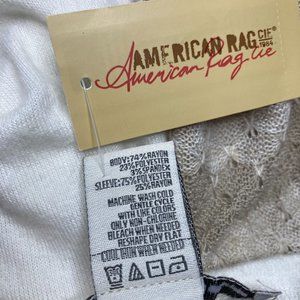 AMERICAN RAG CIE
1984
American Rag Cie
BODY: 74% RAYON
23% POLYESTER
3% SPANDEX
SLEEVE: 75% POLYESTER
25% RAYON
MACHINE WASH COLD
GENTLE CYCLE
WITH LIKE COLORS
ONLY NON-CHLORINE
BLEACH WHEN NEEDED
RESHAPE DRY FLAT
COOL IRON WHEN NEEDED